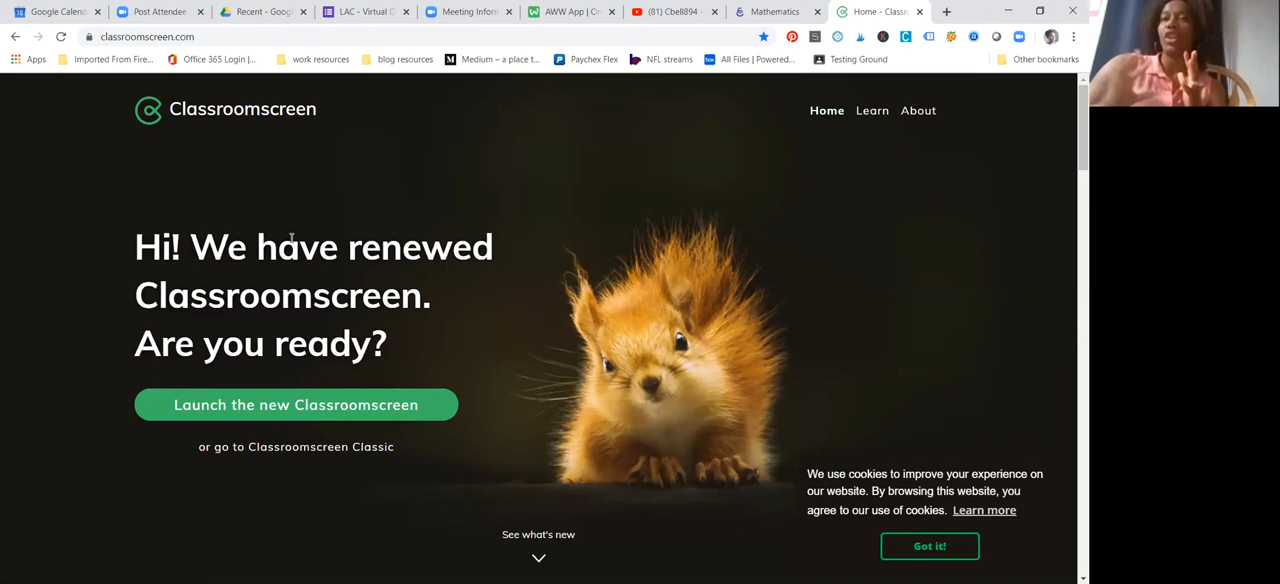 Google Calend
Post Attendee
Recent - Googl
LAC - Virtual C
Meeting Inforr
AWW App | On
(81) Cbell894 -
Mathematics
Home - Classr
classroomscreen.com
Apps
Imported From Fire...
Office 365 Login |...
work resources
blog resources
Medium – a place t...
Paychex Flex
NFL streams
All Files | Powered...
Testing Ground
Other bookmarks
Classroomscreen
Home Learn About
Hi! We have renewed
Classroomscreen.
Are you ready?
Launch the new Classroomscreen
or go to Classroomscreen Classic
See what's new
We use cookies to improve your experience on
our website. By browsing this website, you
agree to our use of cookies. Learn more
Got it!